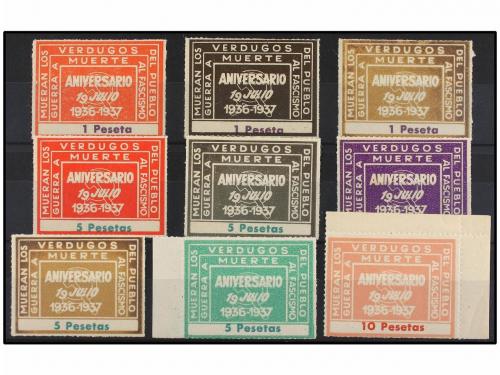 MUERAN LOS VERDUGOS DEL PUEBLO
GUERRA A MUERTE AL FASCISMO
ANIVERSARIO
19 JULIO
1936-1937
1 Peseta
MUERAN LOS VERDUGOS DEL PUEBLO
GUERRA A MUERTE AL FASCISMO
ANIVERSARIO
19 JULIO
1936-1937
1 Peseta
MUERAN LOS VERDUGOS DEL PUEBLO
GUERRA A MUERTE AL FASCISMO
ANIVERSARIO
19 JULIO
1936-1937
1 Peseta
MUERAN LOS VERDUGOS DEL PUEBLO
GUERRA A MUERTE AL FASCISMO
ANIVERSARIO
19 JULIO
1936-1937
5 Pesetas
MUERAN LOS VERDUGOS DEL PUEBLO
GUERRA A MUERTE AL FASCISMO
ANIVERSARIO
19 JULIO
1936-1937
5 Pesetas
MUERAN LOS VERDUGOS DEL PUEBLO
GUERRA A MUERTE AL FASCISMO
ANIVERSARIO
19 JULIO
1936-1937
5 Pesetas
MUERAN LOS VERDUGOS DEL PUEBLO
GUERRA A MUERTE AL FASCISMO
ANIVERSARIO
19 JULIO
1936-1937
5 Pesetas
MUERAN LOS VERDUGOS DEL PUEBLO
GUERRA A MUERTE AL FASCISMO
ANIVERSARIO
19 JULIO
1936-1937
5 Pesetas
MUERAN LOS VERDUGOS DEL PUEBLO
GUERRA A MUERTE AL FASCISMO
ANIVERSARIO
19 JULIO
1936-1937
10 Pesetas